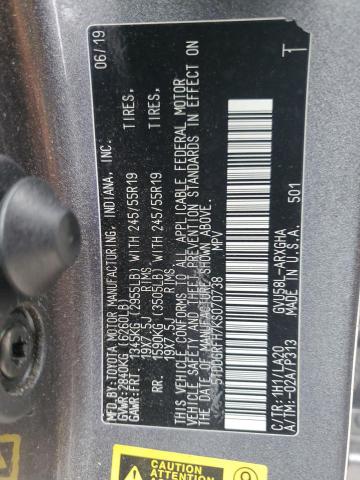 MFD.BY:TOYOTA MOTOR MANUFACTURING, INDIANA, INC. 06/19
GVWR:2840KG(6260LB)
GAWR:FRT. 1345KG(2955LB)WITH 245/55R19 TIRES,
19X7.5J RIMS
RR. 1590KG(3505LB)WITH 245/55R19 TIRES,
19X7.5J RIMS
THIS VEHICLE CONFORMS TO ALL APPLICABLE FEDERAL MOTOR
VEHICLE SAFETY AND THEFT PREVENTION STANDARDS IN EFFECT ON
THE DATE OF MANUFACTURE SHOWN ABOVE.
MPV
C/TR:1H1/LA20 GVU58L-ARXGHA
A/TM:-02A/P313 MADE IN U.S.A. 501
CAUTION
ATTENTION